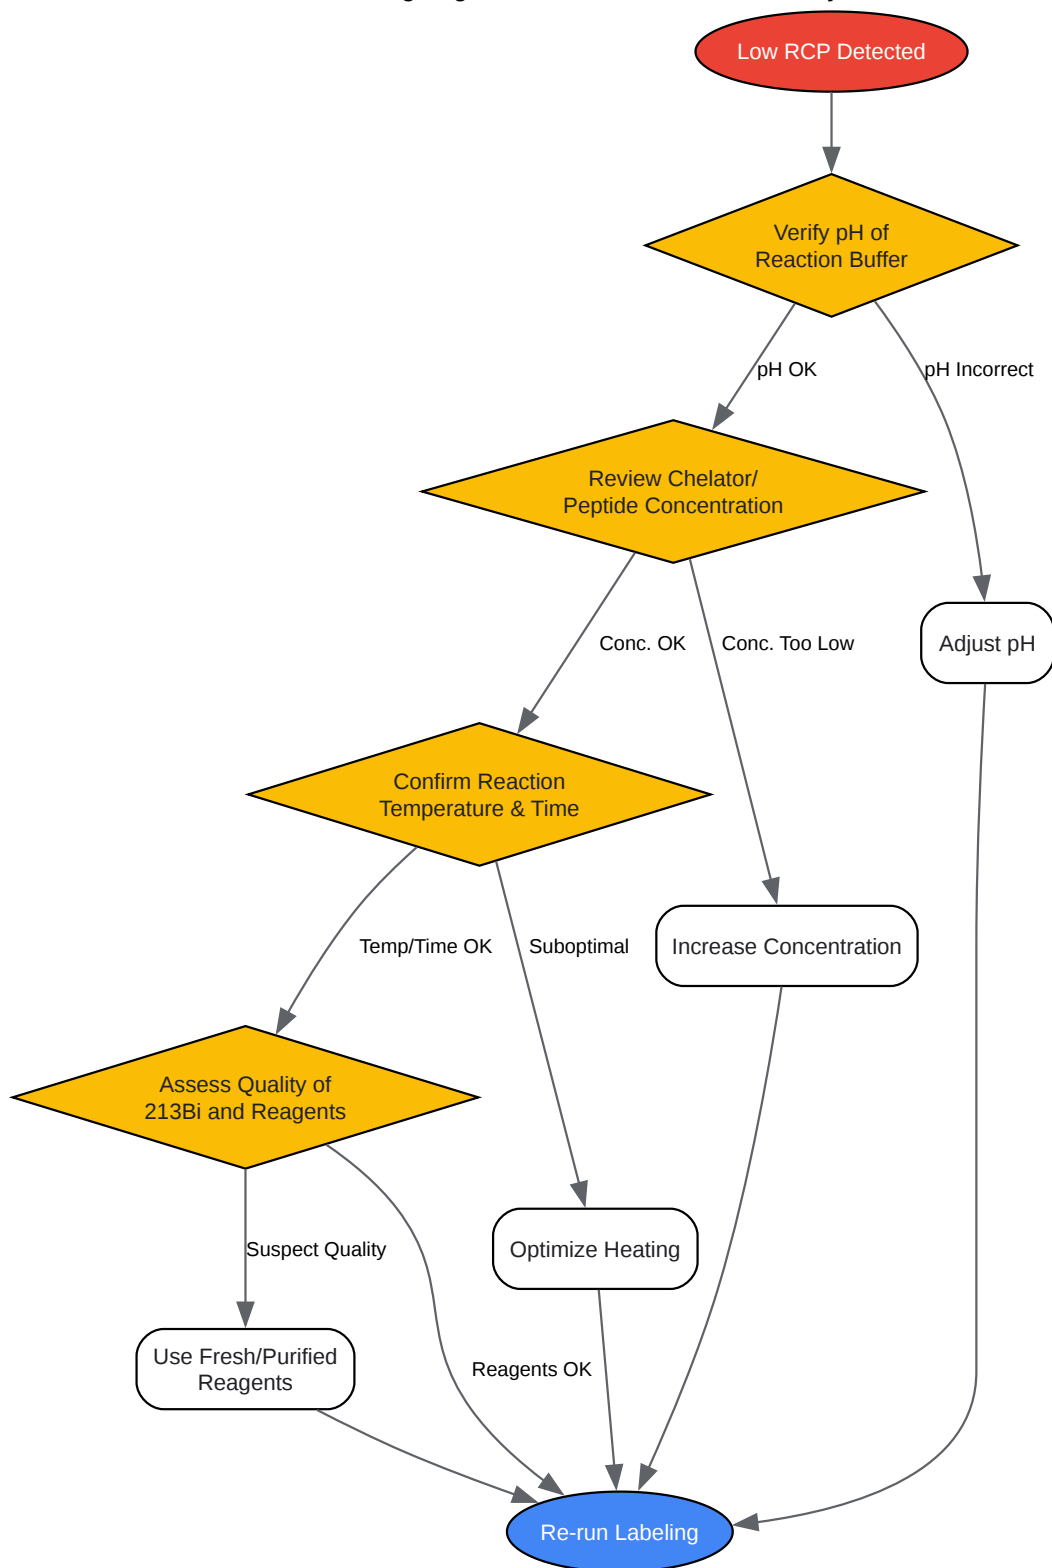 Low RCP Detected
Verify pH of
Reaction Buffer
pH OK
pH Incorrect
Review Chelator/
Peptide Concentration
Conc. OK
Conc. Too Low
Adjust pH
Confirm Reaction
Temperature & Time
Temp/Time OK
Suboptimal
Increase Concentration
Assess Quality of
213Bi and Reagents
Suspect Quality
Optimize Heating
Use Fresh/Purified
Reagents
Reagents OK
Re-run Labeling